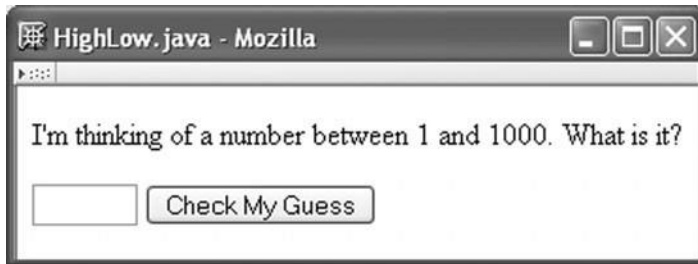 HighLow.java - Mozilla
I'm thinking of a number between 1 and 1000. What is it?
Check My Guess